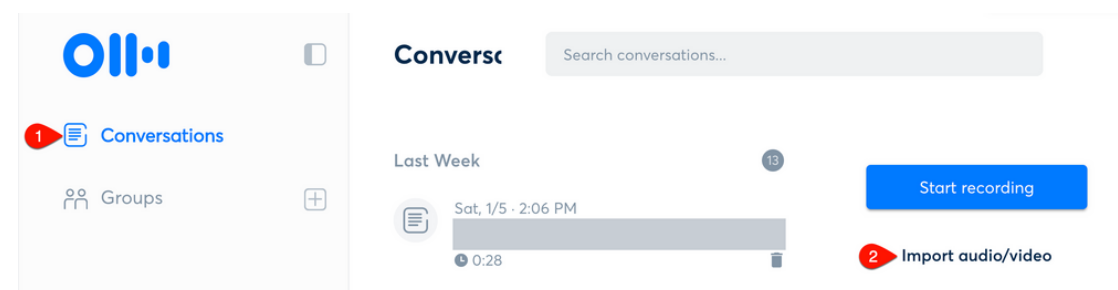 1
Conversations
Groups
Conversc
Search conversations...
Last Week
13
Sat, 1/5 · 2:06 PM
0:28
Start recording
2
Import audio/video